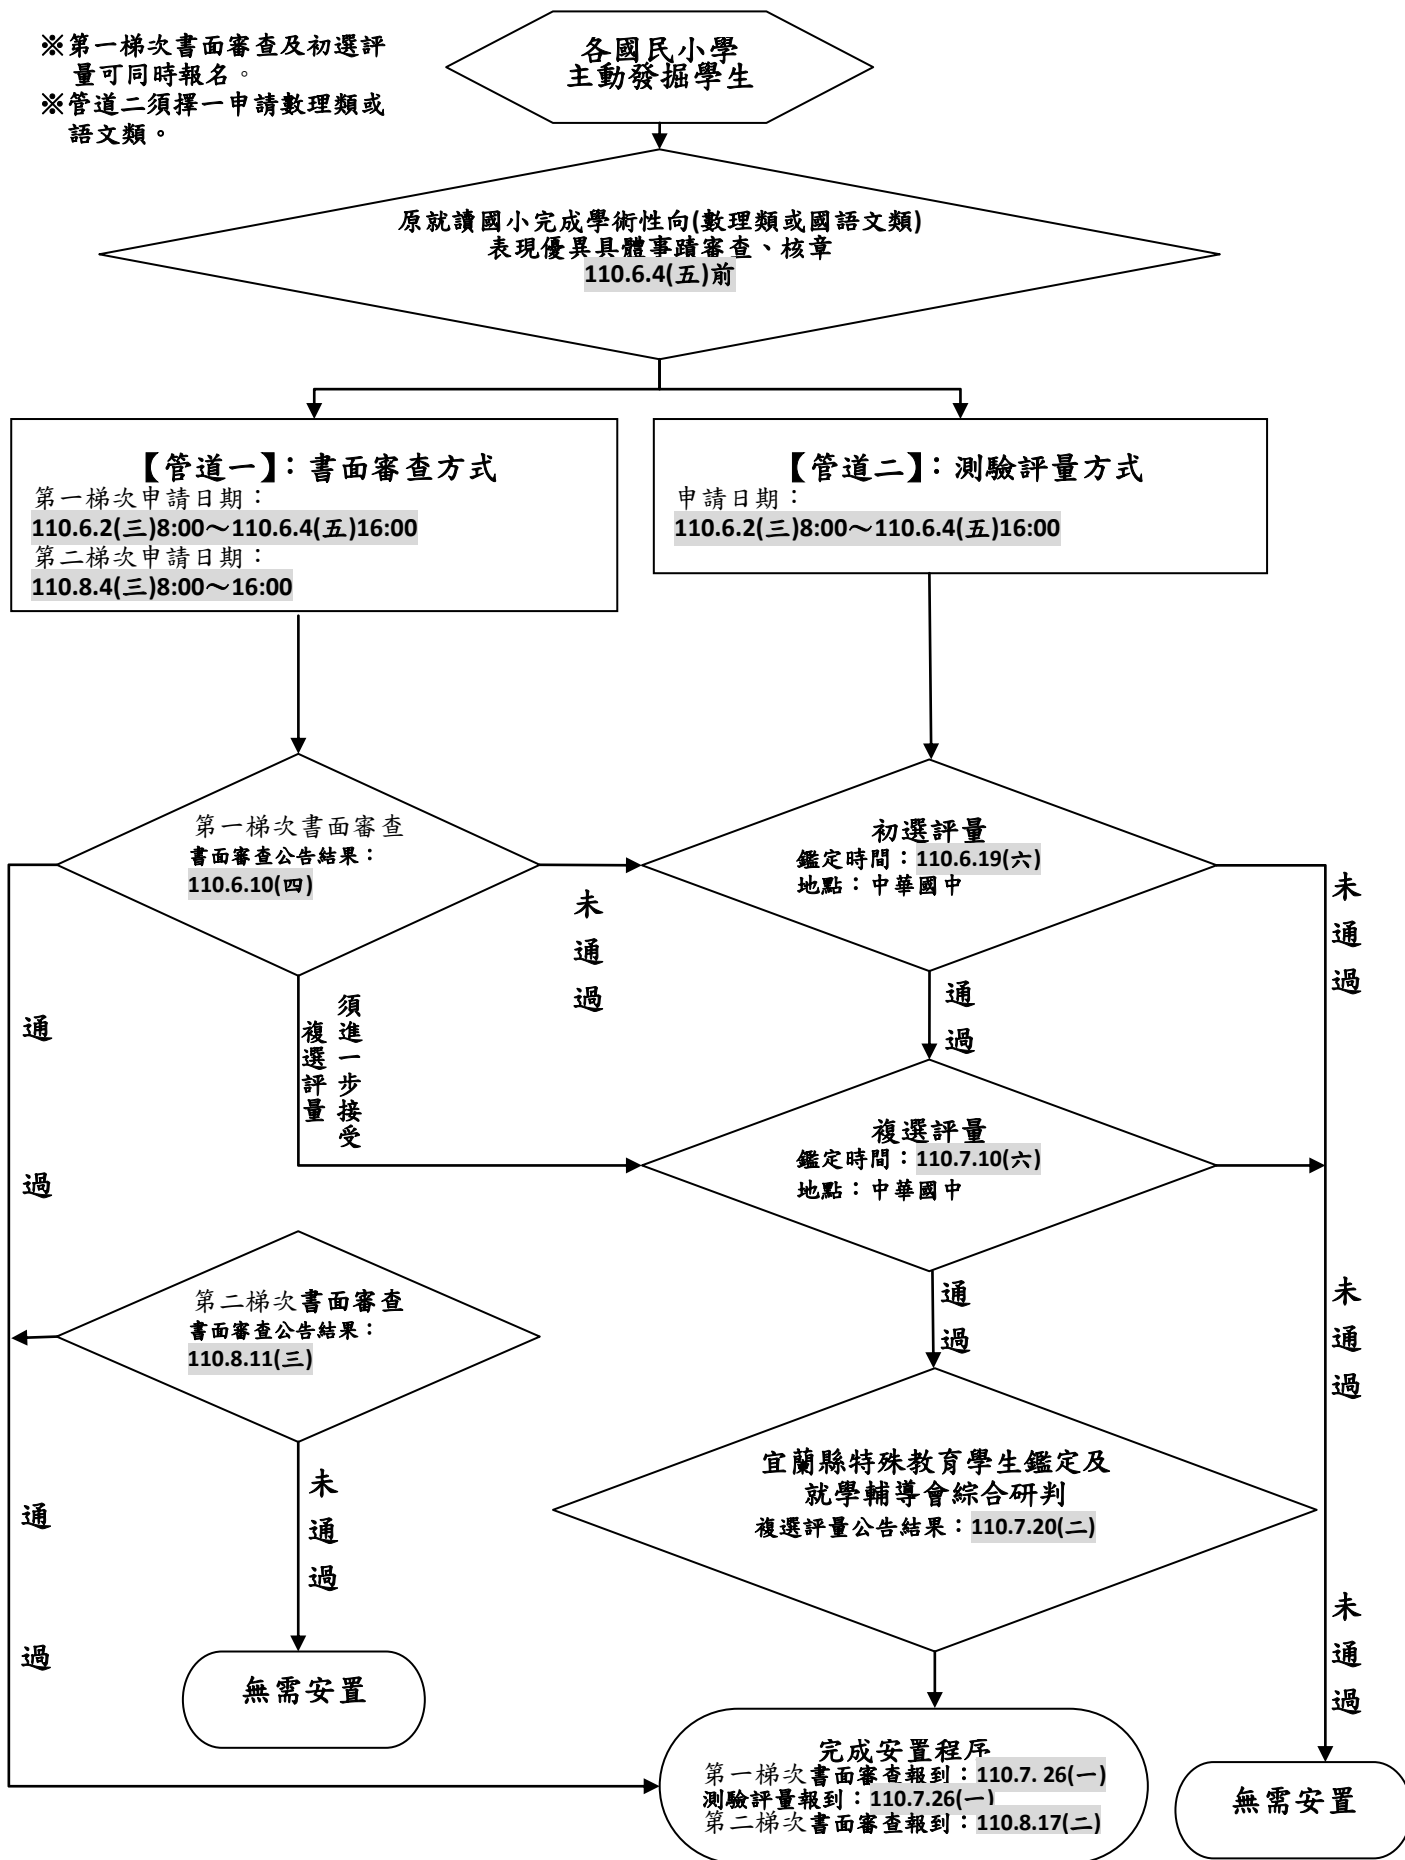 ※第一梯次書面審查及初選評
量可同時報名。
※管道二須擇一申請數理類或
語文類。
各國民小學
主動發掘學生
原就讀國小完成學術性向(數理類或國語文類)
表現優異具體事蹟審查、核章
110.6.4(五)前
【管道一】：書面審查方式
第一梯次申請日期：
110.6.2(三)8:00～110.6.4(五)16:00
第二梯次申請日期：
110.8.4(三)8:00～16:00
【管道二】：測驗評量方式
申請日期：
110.6.2(三)8:00～110.6.4(五)16:00
第一梯次書面審查
書面審查公告結果：
110.6.10(四)
初選評量
鑑定時間：110.6.19(六)
地點：中華國中
未通過
未通過
通過
須進一步接受
複選評量
通過
複選評量
鑑定時間：110.7.10(六)
地點：中華國中
第二梯次書面審查
書面審查公告結果：
110.8.11(三)
通過
未通過
宜蘭縣特殊教育學生鑑定及
就學輔導會綜合研判
複選評量公告結果：110.7.20(二)
未通過
通過
未通過
無需安置
完成安置程序
第一梯次書面審查報到：110.7. 26(一)
測驗評量報到：110.7.26(一)
第二梯次書面審查報到：110.8.17(二)
無需安置